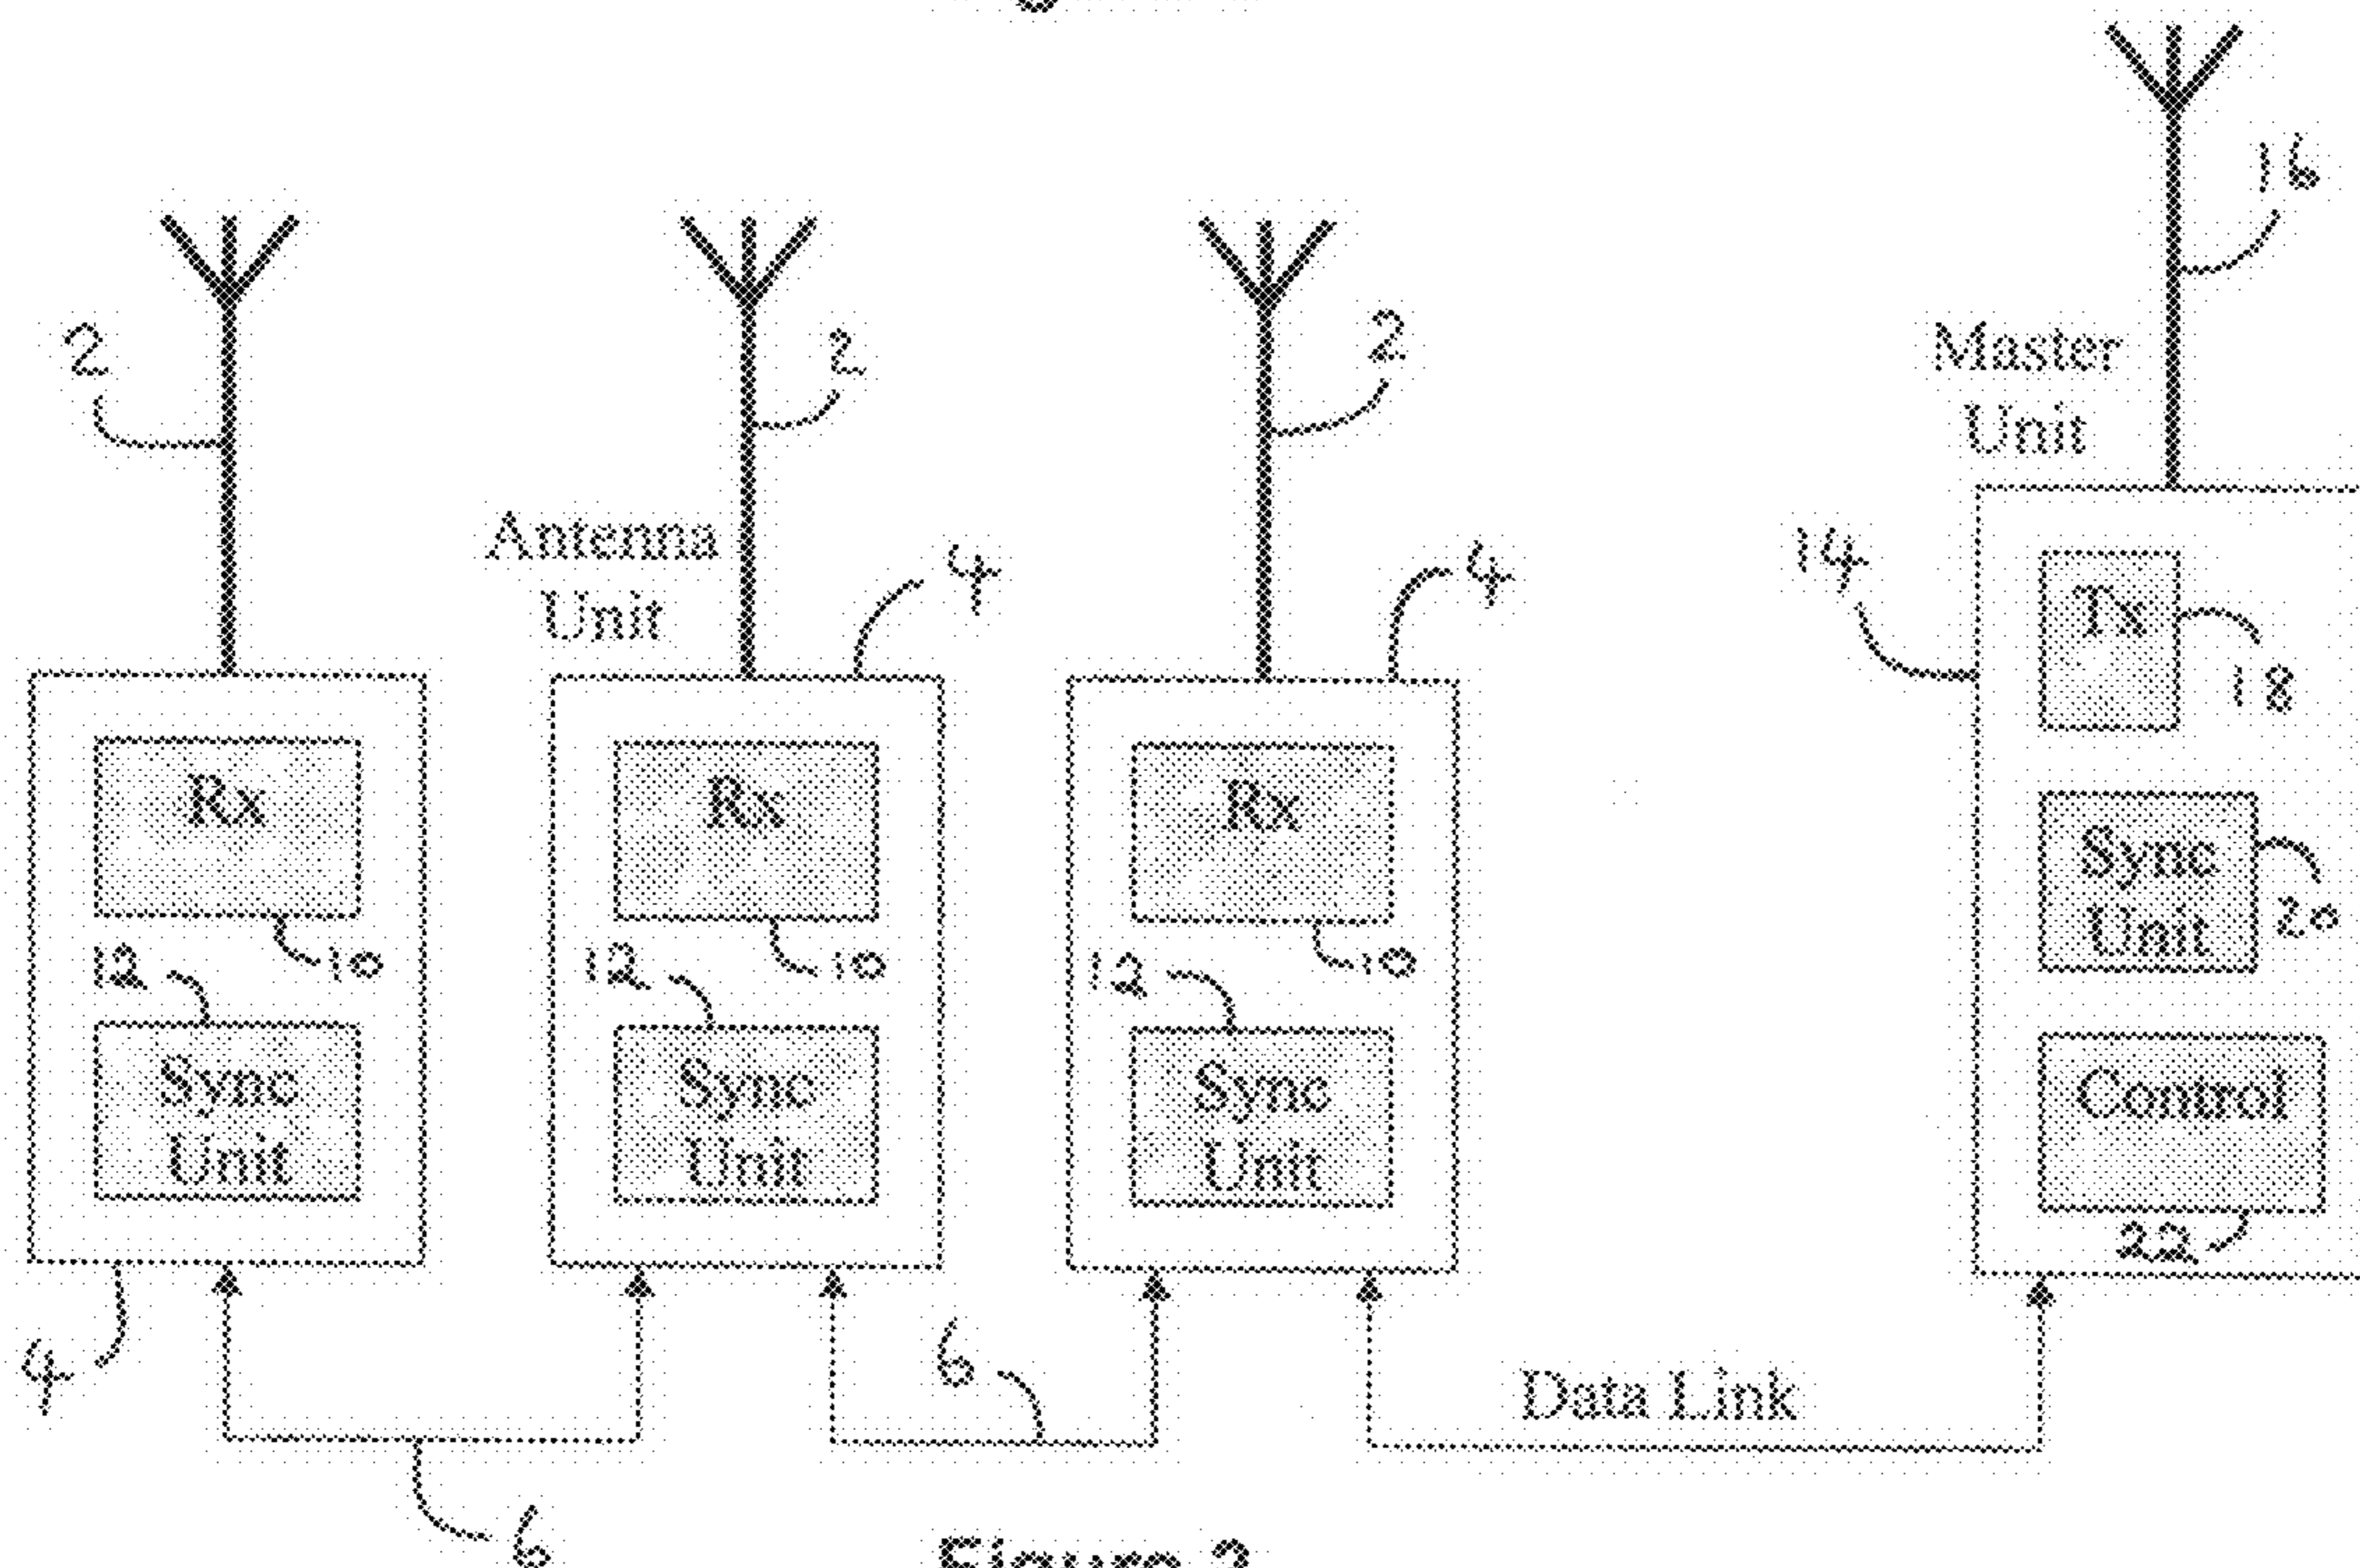 16
2
2
2
Master
Unit
Antenna
Unit
4
4
14
Tx
18
Rx
Rx
Rx
Sync
Unit
20
12
10
12
10
12
10
Sync
Unit
Sync
Unit
Sync
Unit
Control
22
4
6
Data Link
6